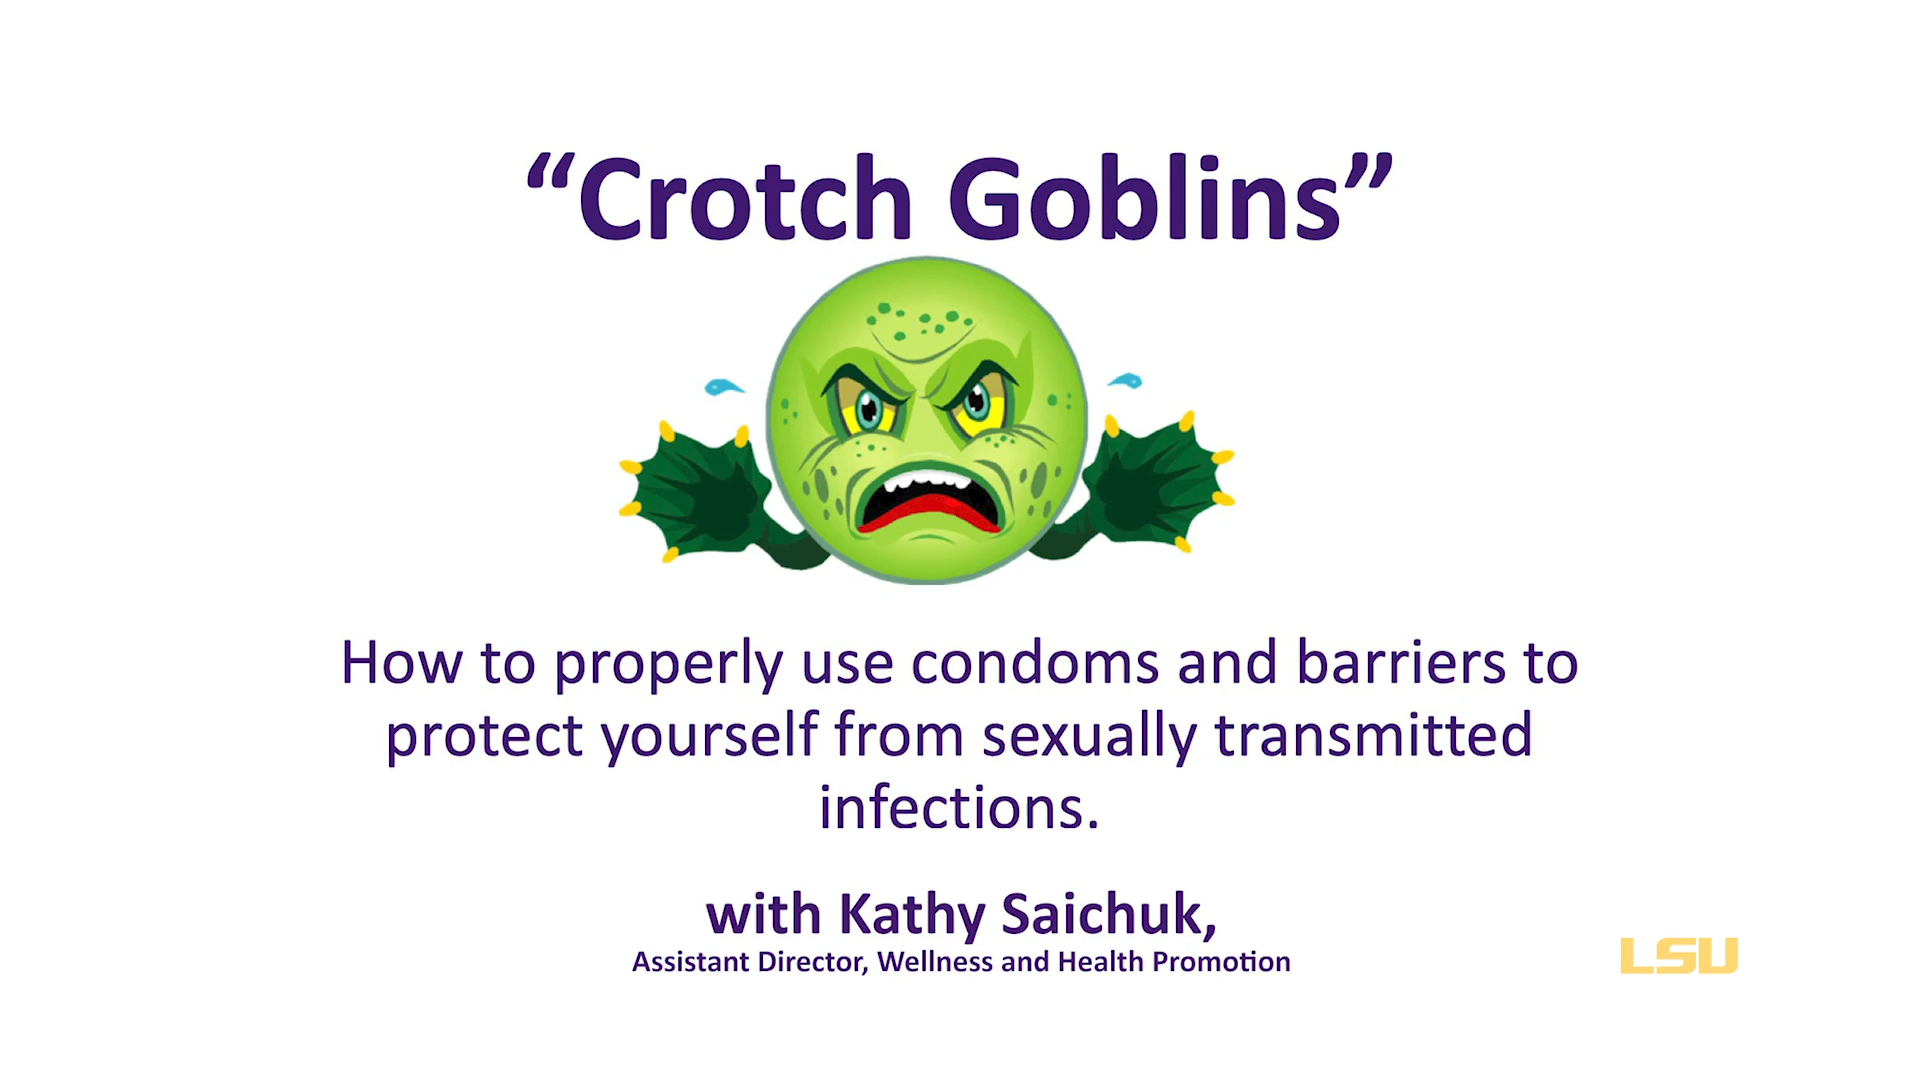 “Crotch Goblins”
How to properly use condoms and barriers to
protect yourself from sexually transmitted
infections.
with Kathy Saichuk,
Assistant Director, Wellness and Health Promotion
LSU